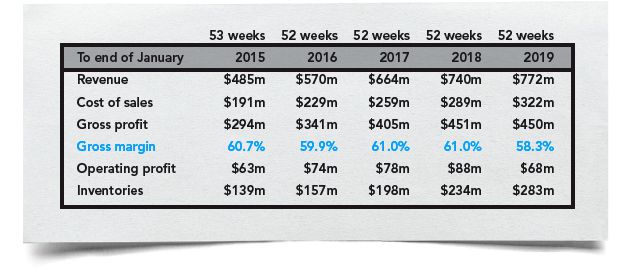 53 weeks 52 weeks 52 weeks 52 weeks 52 weeks
To end of January 2015 2016 2017 2018 2019
Revenue $485m $570m $664m $740m $772m
Cost of sales $191m $229m $259m $289m $322m
Gross profit $294m $341m $405m $451m $450m
Gross margin 60.7% 59.9% 61.0% 61.0% 58.3%
Operating profit $63m $74m $78m $88m $68m
Inventories $139m $157m $198m $234m $283m